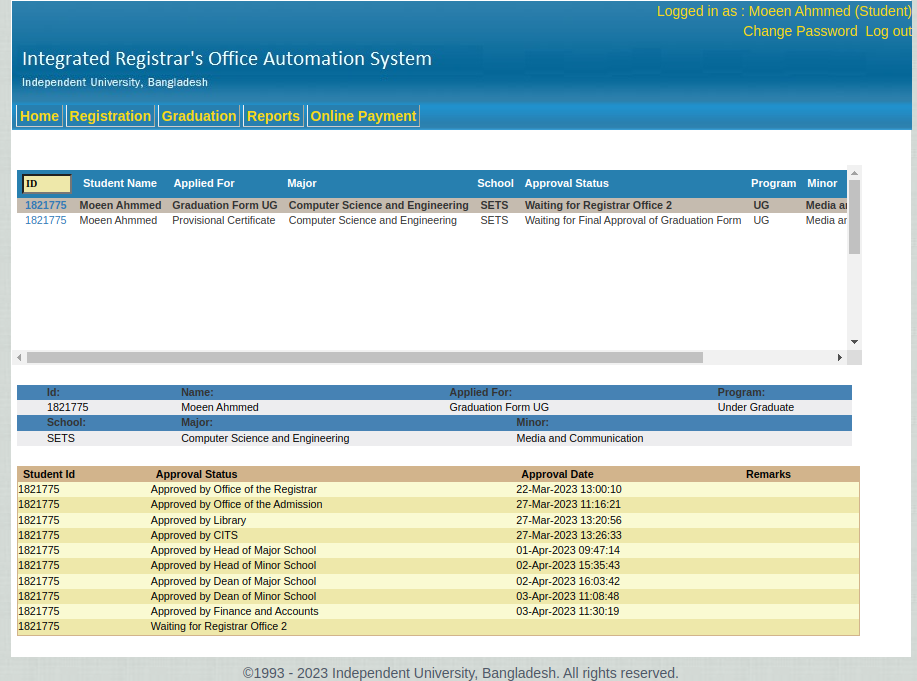 Logged in as : Moeen Ahmmed (Student)
Change Password Log out
Integrated Registrar's Office Automation System
Independent University, Bangladesh
Home Registration Graduation Reports Online Payment
ID Student Name Applied For Major School Approval Status Program Minor
1821775 Moeen Ahmmed Graduation Form UG Computer Science and Engineering SETS Waiting for Registrar Office 2 UG Media
1821775 Moeen Ahmmed Provisional Certificate Computer Science and Engineering SETS Waiting for Final Approval of Graduation Form UG Media
Id: Name: Applied For: Program:
1821775 Moeen Ahmmed Graduation Form UG Under Graduate
School: Major: Minor:
SETS Computer Science and Engineering Media and Communication
Student Id Approval Status Approval Date Remarks
1821775 Approved by Office of the Registrar 22-Mar-2023 13:00:10
1821775 Approved by Office of the Admission 27-Mar-2023 11:16:21
1821775 Approved by Library 27-Mar-2023 13:20:56
1821775 Approved by CITS 27-Mar-2023 13:26:33
1821775 Approved by Head of Major School 01-Apr-2023 09:47:14
1821775 Approved by Head of Minor School 02-Apr-2023 15:35:43
1821775 Approved by Dean of Major School 02-Apr-2023 16:03:42
1821775 Approved by Dean of Minor School 03-Apr-2023 11:08:48
1821775 Approved by Finance and Accounts 03-Apr-2023 11:30:19
1821775 Waiting for Registrar Office 2
©1993 - 2023 Independent University, Bangladesh. All rights reserved.